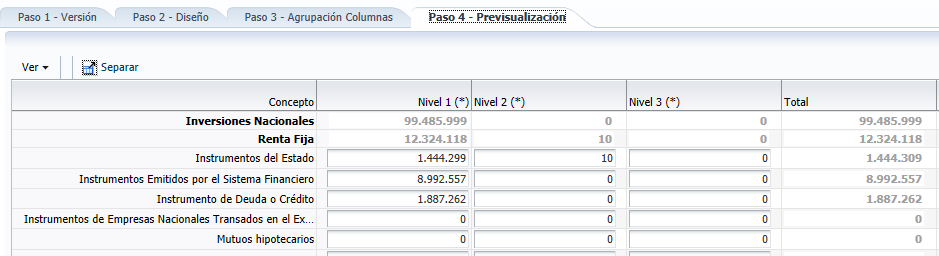 Paso 1 - Versión Paso 2 - Diseño Paso 3 - Agrupación Columnas Paso 4 - Previsualización
Ver Separar
Concepto Nivel 1 (*) Nivel 2 (*) Nivel 3 (*) Total
Inversiones Nacionales 99.485.999 0 0 99.485.999
Renta Fija 12.324.118 10 0 12.324.118
Instrumentos del Estado 1.444.299 10 0 1.444.309
Instrumentos Emitidos por el Sistema Financiero 8.992.557 0 0 8.992.557
Instrumento de Deuda o Crédito 1.887.262 0 0 1.887.262
Instrumentos de Empresas Nacionales Transados en el Ex... 0 0 0 0
Mutuos hipotecarios 0 0 0 0